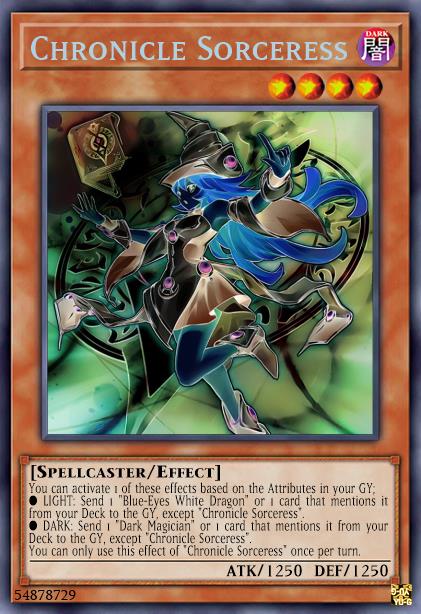 Chronicle Sorceress
DARK
闇
[Spellcaster/Effect]
You can activate 1 of these effects based on the Attributes in your GY;
● LIGHT: Send 1 "Blue-Eyes White Dragon" or 1 card that mentions it
from your Deck to the GY, except "Chronicle Sorceress".
● DARK: Send 1 "Dark Magician" or 1 card that mentions it from your
Deck to the GY, except "Chronicle Sorceress".
You can only use this effect of "Chronicle Sorceress" once per turn.
ATK/1250 DEF/1250
54878729